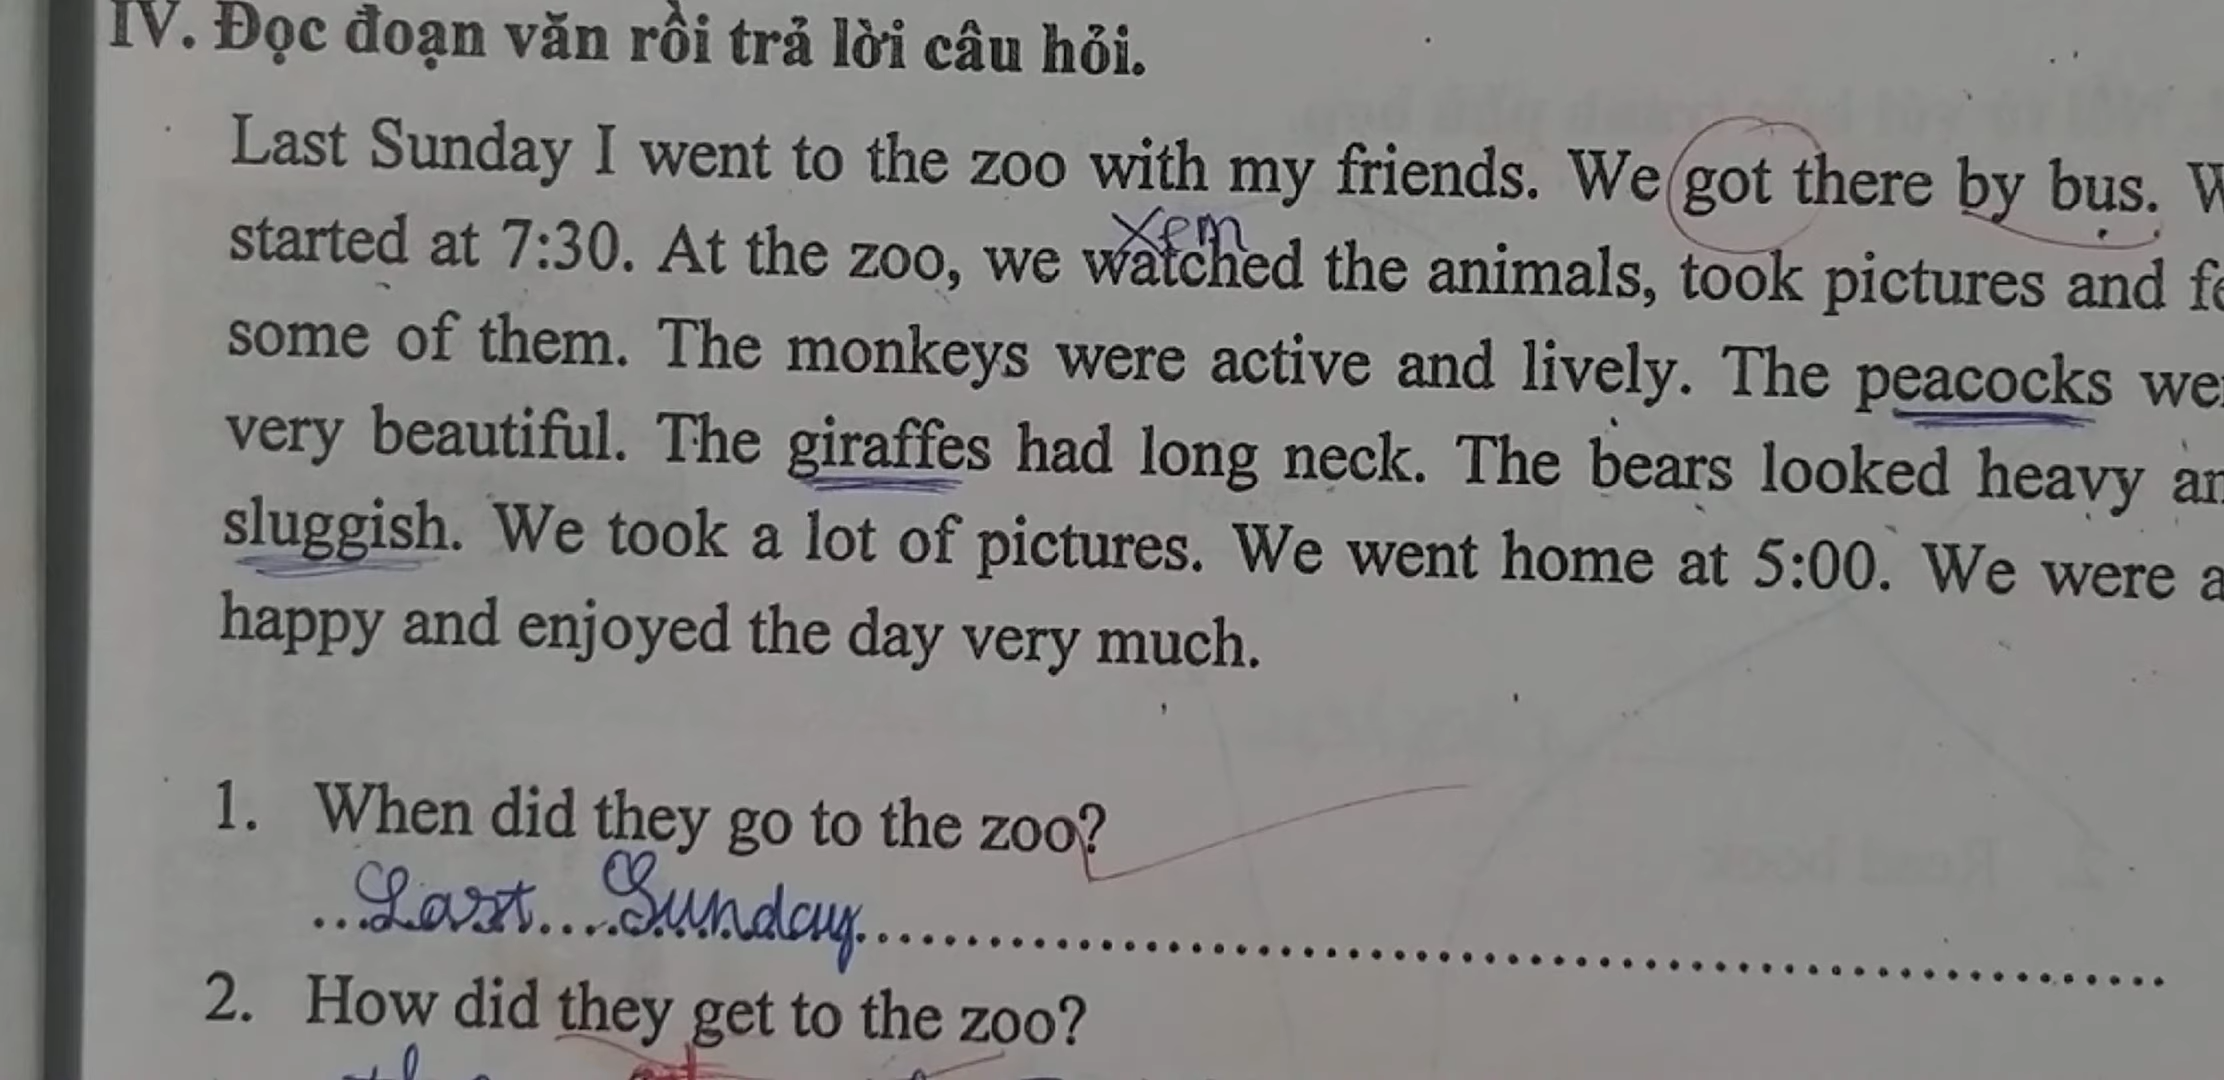 IV. Đọc đoạn văn rồi trả lời câu hỏi.
Last Sunday I went to the zoo with my friends. We got there by bus.
xem
started at 7:30. At the zoo, we watched the animals, took pictures and
some of them. The monkeys were active and lively. The peacocks
very beautiful. The giraffes had long neck. The bears looked heavy
sluggish. We took a lot of pictures. We went home at 5:00. We were
happy and enjoyed the day very much.
1. When did they go to the zoo?
Last Sunday
2. How did they get to the zoo?